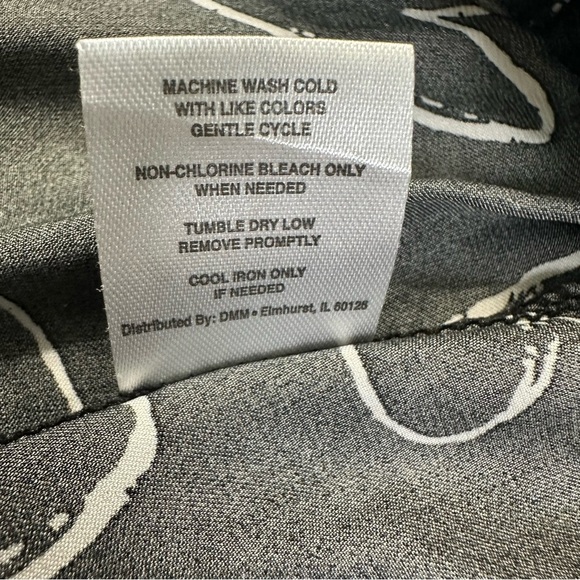 MACHINE WASH COLD
WITH LIKE COLORS
GENTLE CYCLE
NON-CHLORINE BLEACH ONLY
WHEN NEEDED
TUMBLE DRY LOW
REMOVE PROMPTLY
COOL IRON ONLY
IF NEEDED
Distributed By: DMM • Elmhurst, IL 60126